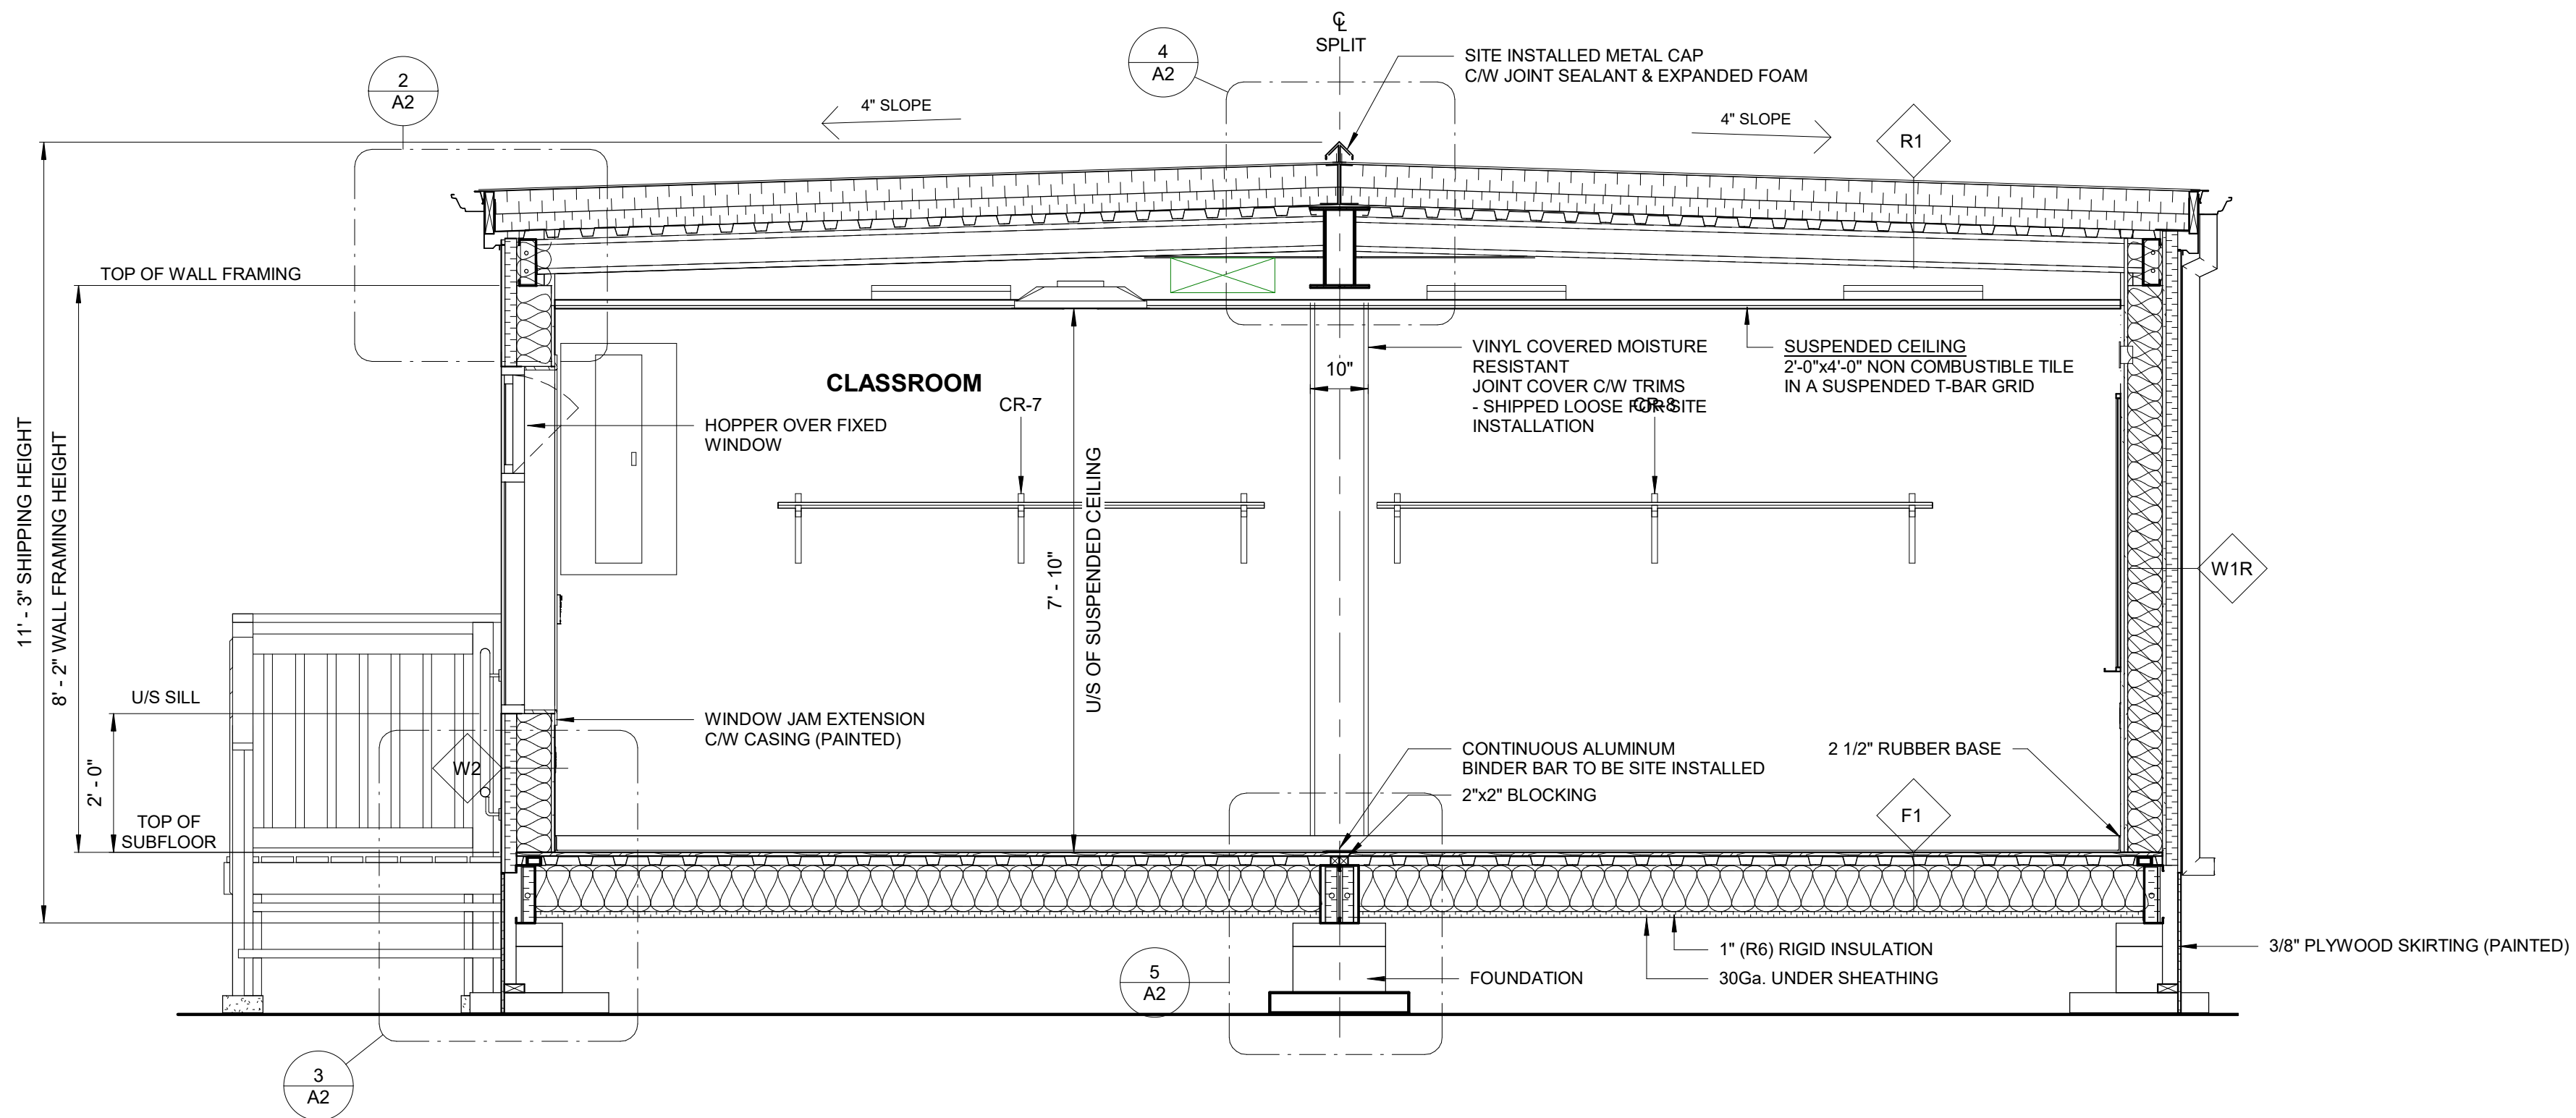 ℄
SPLIT
4
A2
SITE INSTALLED METAL CAP
C/W JOINT SEALANT & EXPANDED FOAM
2
A2
4" SLOPE
4" SLOPE
R1
TOP OF WALL FRAMING
CLASSROOM
CR-7
10"
VINYL COVERED MOISTURE
RESISTANT
JOINT COVER C/W TRIMS
- SHIPPED LOOSE FOR SITE
INSTALLATION
CR-8
SUSPENDED CEILING
2'-0"x4'-0" NON COMBUSTIBLE TILE
IN A SUSPENDED T-BAR GRID
HOPPER OVER FIXED
WINDOW
11' - 3" SHIPPING HEIGHT
8' - 2" WALL FRAMING HEIGHT
7' - 10"
U/S OF SUSPENDED CEILING
W1R
U/S SILL
2' - 0"
WINDOW JAM EXTENSION
C/W CASING (PAINTED)
W2
CONTINUOUS ALUMINUM
BINDER BAR TO BE SITE INSTALLED
2"x2" BLOCKING
2 1/2" RUBBER BASE
F1
TOP OF
SUBFLOOR
1" (R6) RIGID INSULATION
30Ga. UNDER SHEATHING
3/8" PLYWOOD SKIRTING (PAINTED)
FOUNDATION
5
A2
3
A2